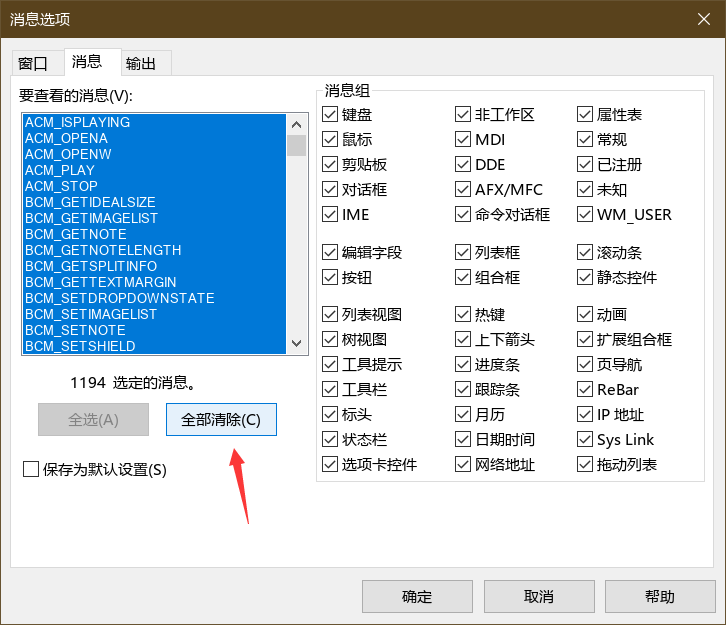 消息选项
窗口 消息 输出
要查看的消息(V):
ACM_ISPLAYING
ACM_OPENA
ACM_OPENW
ACM_PLAY
ACM_STOP
BCM_GETIDEALSIZE
BCM_GETIMAGELIST
BCM_GETNOTE
BCM_GETNOTELENGTH
BCM_GETSPLITINFO
BCM_GETTEXTMARGIN
BCM_SETDROPDOWNSTATE
BCM_SETIMAGELIST
BCM_SETNOTE
BCM_SETSHIELD
1194 选定的消息。
全选(A) 全部清除(C)
保存为默认设置(S)
消息组
键盘 非工作区 属性表
鼠标 MDI 常规
剪贴板 DDE 已注册
对话框 AFX/MFC 未知
IME 命令对话框 WM_USER
编辑字段 列表框 滚动条
按钮 组合框 静态控件
列表视图 热键 动画
树视图 上下箭头 扩展组合框
工具提示 进度条 页导航
工具栏 跟踪条 ReBar
标头 月历 IP 地址
状态栏 日期时间 Sys Link
选项卡控件 网络地址 拖动列表
确定 取消 帮助